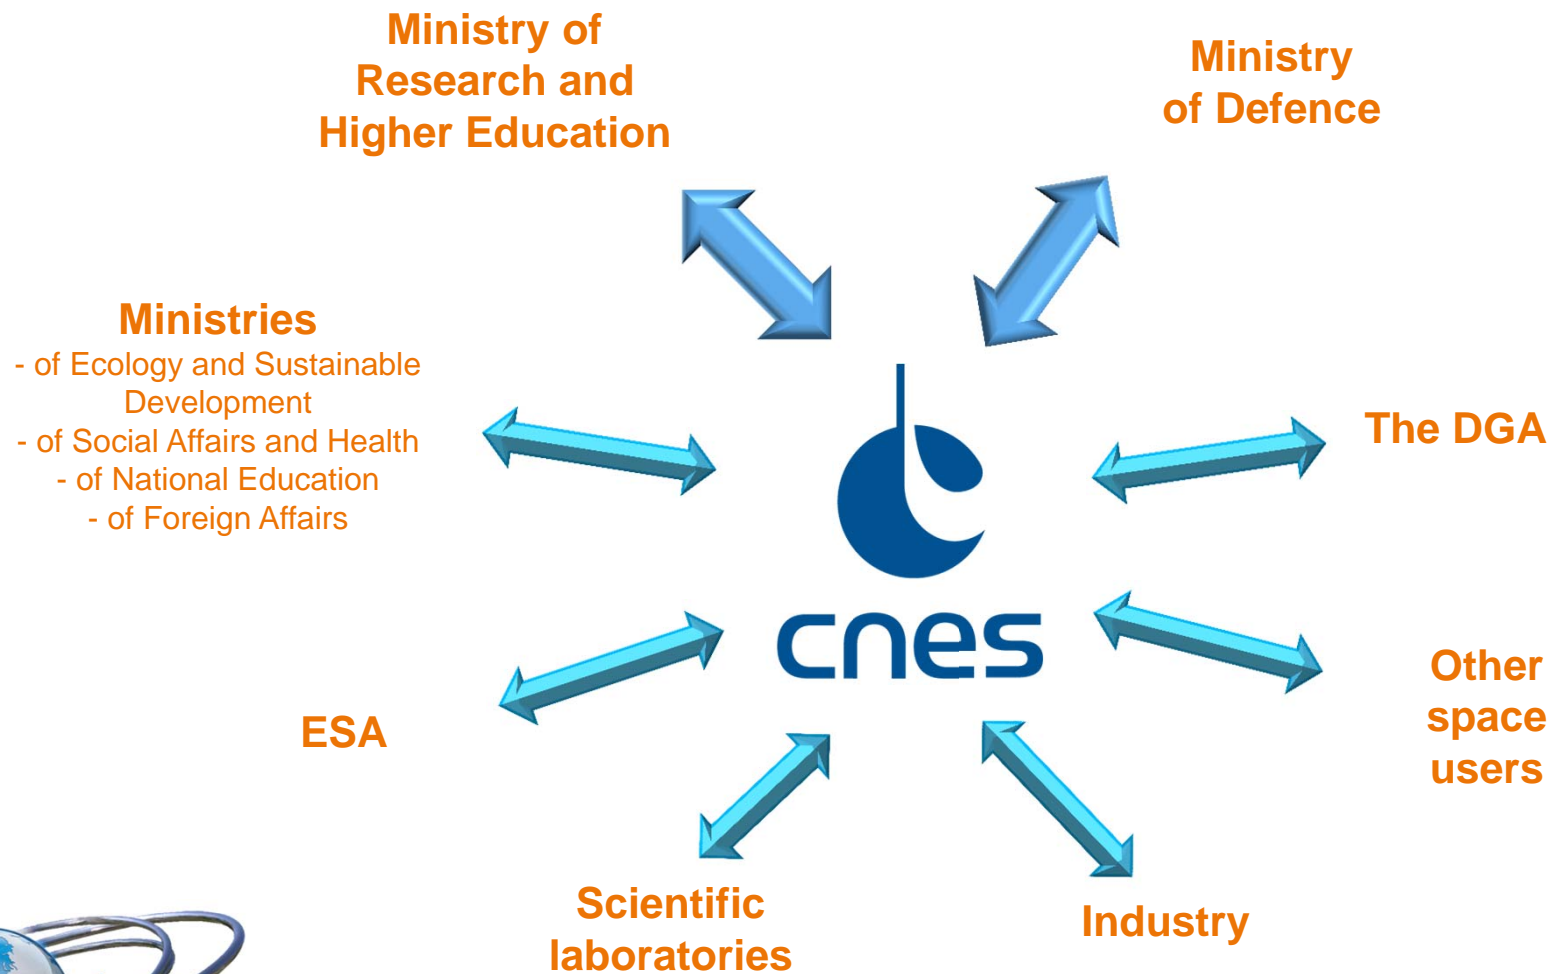 Ministry of
Research and
Higher Education
Ministry
of Defence
Ministries
- of Ecology and Sustainable
Development
- of Social Affairs and Health
- of National Education
- of Foreign Affairs
The DGA
cnes
ESA
Other
space
users
Scientific
laboratories
Industry